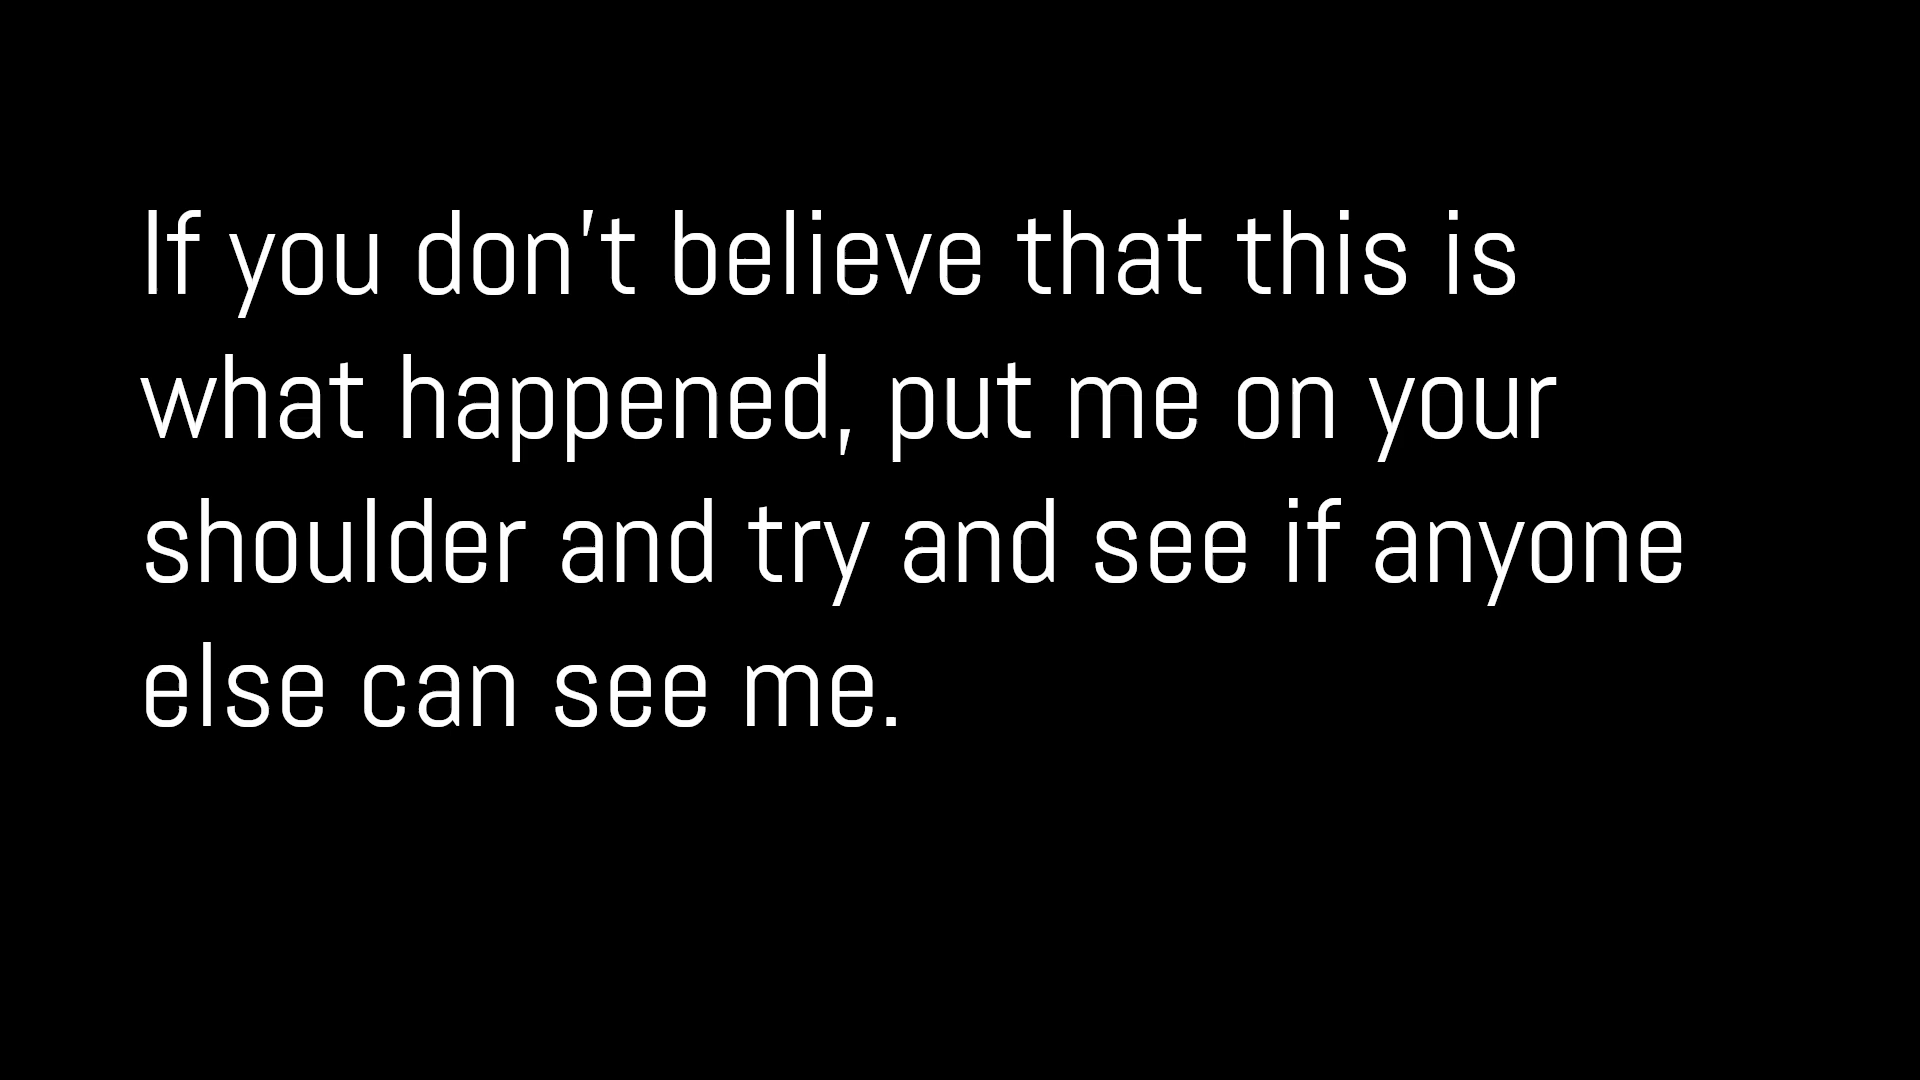 If you don't believe that this is
what happened, put me on your
shoulder and try and see if anyone
else can see me.